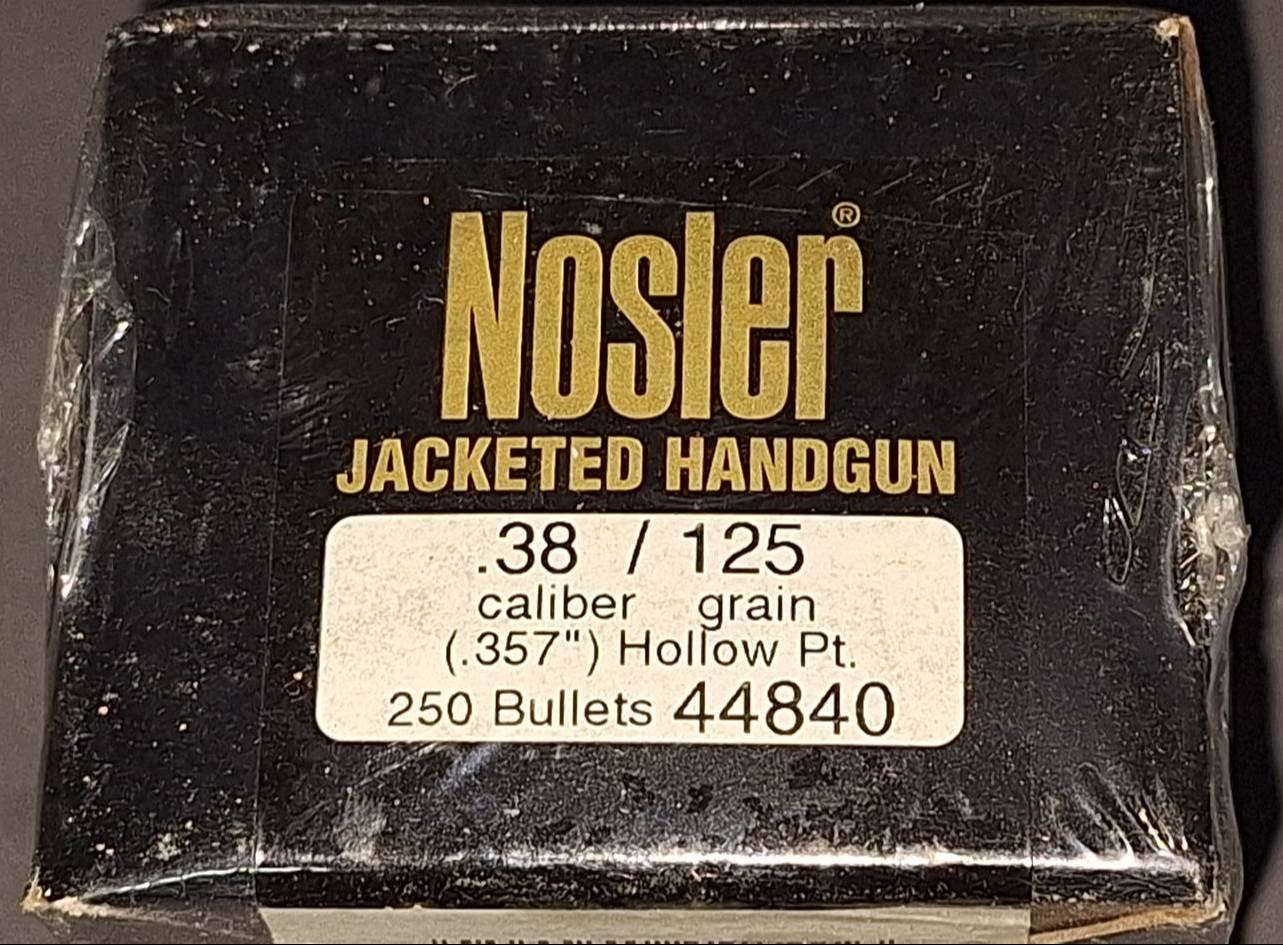 Nosler®
JACKETED HANDGUN
.38 / 125
caliber grain
(.357") Hollow Pt.
250 Bullets 44840